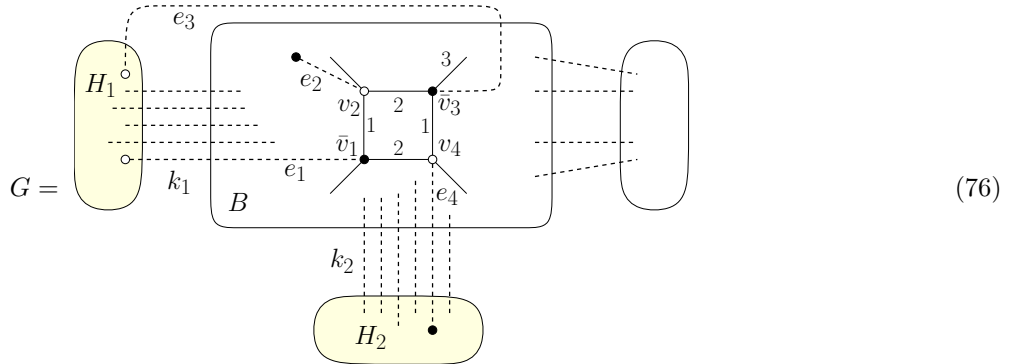 e₃
H₁
e₂
3
v₂ 2 v̄₃
1 1
v̄₁ 2 v₄
e₁
k₁
G =
B
e₄
(76)
k₂
H₂